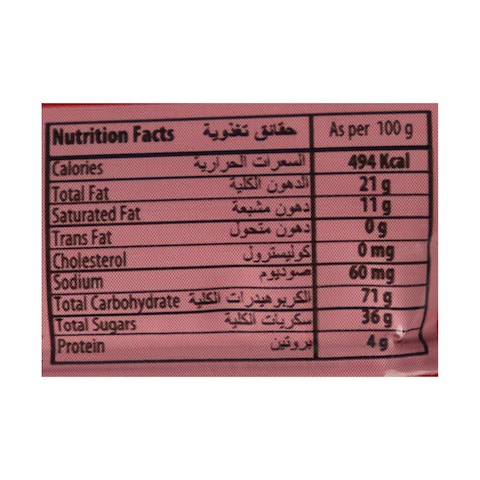 Nutrition Facts حقائق تغذوية As per 100 g
Calories السعرات الحرارية 494 Kcal
Total Fat الدهون الكلية 21 g
Saturated Fat دهون مشبعة 11 g
Trans Fat دهون متحول 0 g
Cholesterol كوليسترول 0 mg
Sodium صوديوم 60 mg
Total Carbohydrate الكربوهيدرات الكلية 71 g
Total Sugars سكريات الكلية 36 g
Protein بروتين 4 g